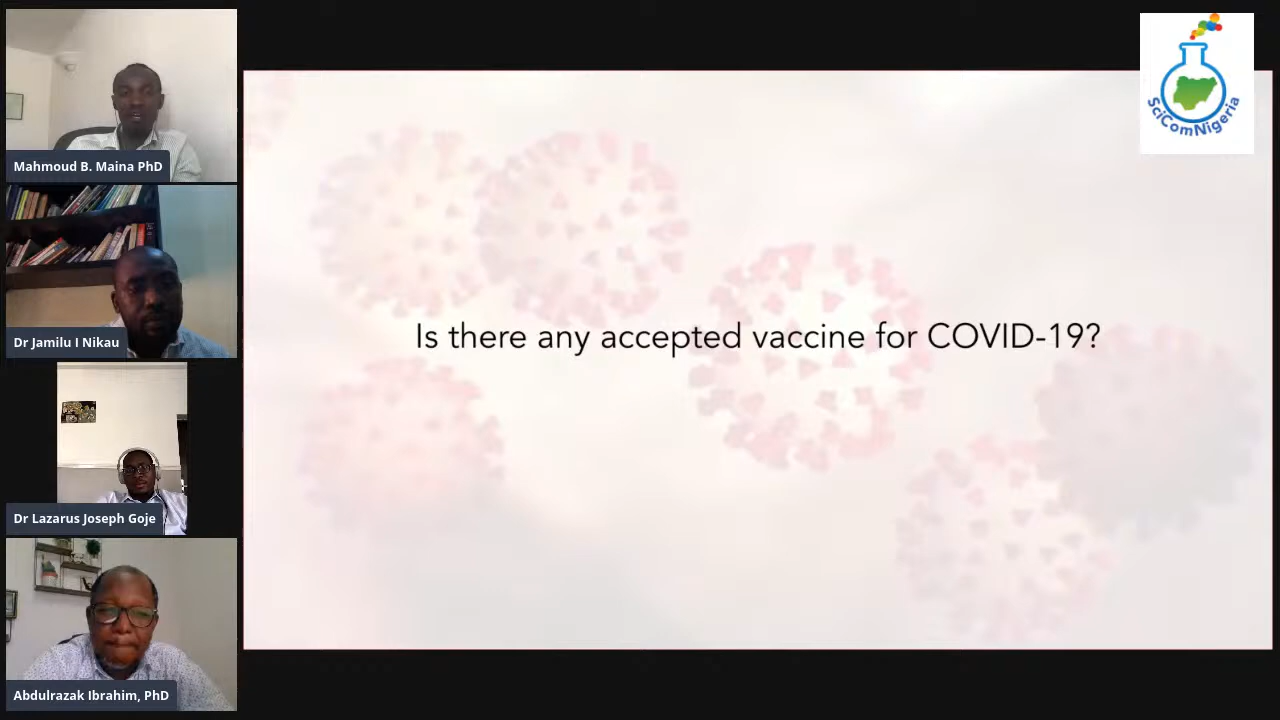 Mahmoud B. Maina PhD
Dr Jamilu I Nikau
Dr Lazarus Joseph Goje
Abdulrazak Ibrahim, PhD
Is there any accepted vaccine for COVID-19?
SciComNigeria